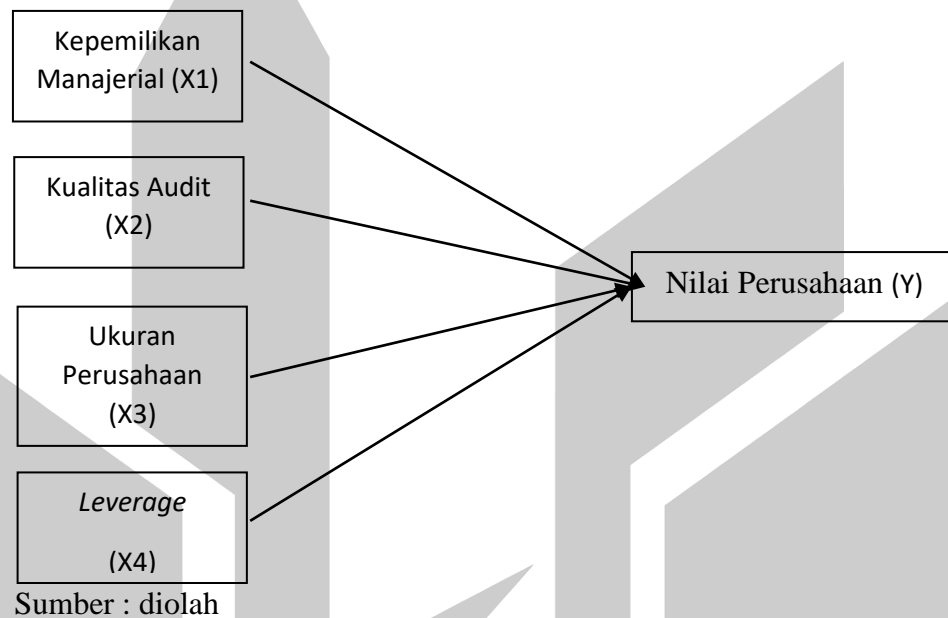 Kepemilikan
Manajerial (X1)
Kualitas Audit
(X2)
Ukuran
Perusahaan
(X3)
Leverage
(X4)
Nilai Perusahaan (Y)
Sumber : diolah